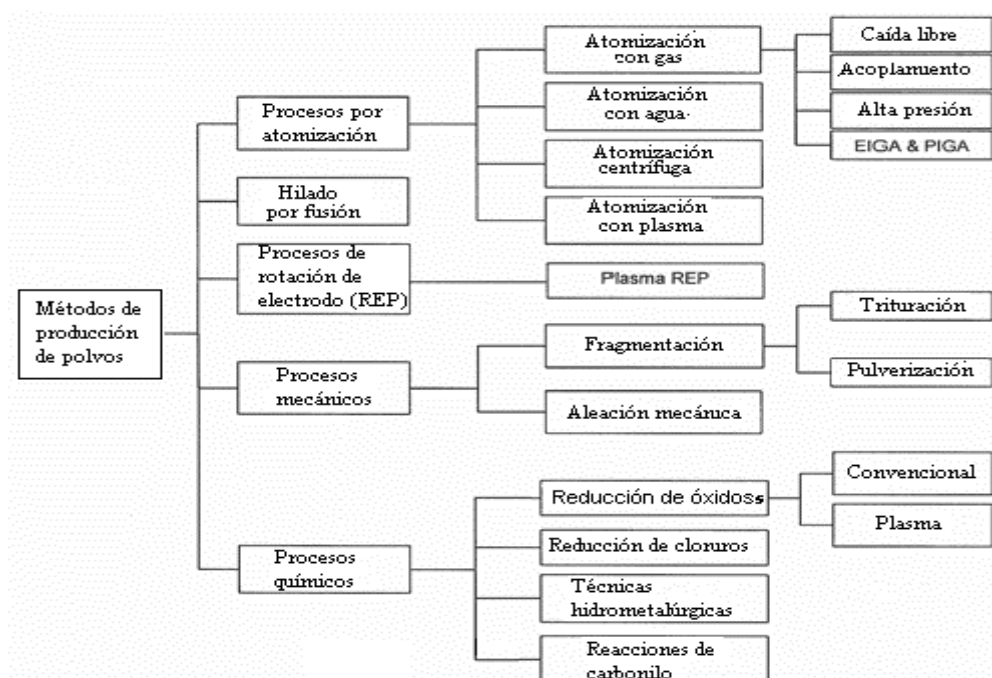 Métodos de
producción
de polvos
Procesos por
atomización
Hilado
por fusión
Procesos de
rotación de
electrodo (REP)
Procesos
mecánicos
Procesos
químicos
Atomización
con gas
Atomización
con agua.
Atomización
centrífuga
Atomización
con plasma
Plasma REP
Fragmentación
Aleación mecánica
Reducción de óxidos
Reducción de cloruros
Técnicas
hidrometalúrgicas
Reacciones de
carbonilo
Caída libre
Acoplamiento
Alta presión
EIGA & PIGA
Trituración
Pulverización
Convencional
Plasma